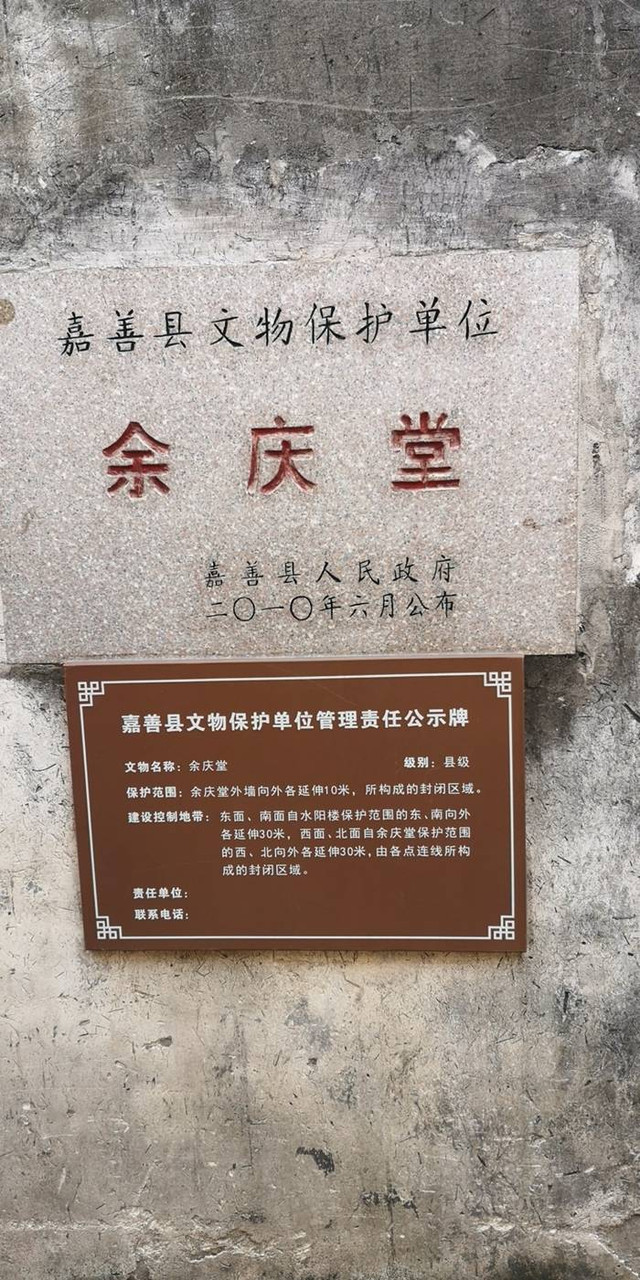 嘉善县文物保护单位
余庆堂
嘉善县人民政府
二〇一〇年六月公布
嘉善县文物保护单位管理责任公示牌
文物名称：余庆堂 级别：县级
保护范围：余庆堂外墙向外各延伸10米，所构成的封闭区域。
建设控制地带：东面、南面自水阳楼保护范围的东、南向外
各延伸30米，西面、北面自余庆堂保护范围
的西、北向外各延伸30米，由各点连线所构
成的封闭区域。
责任单位：
联系电话：